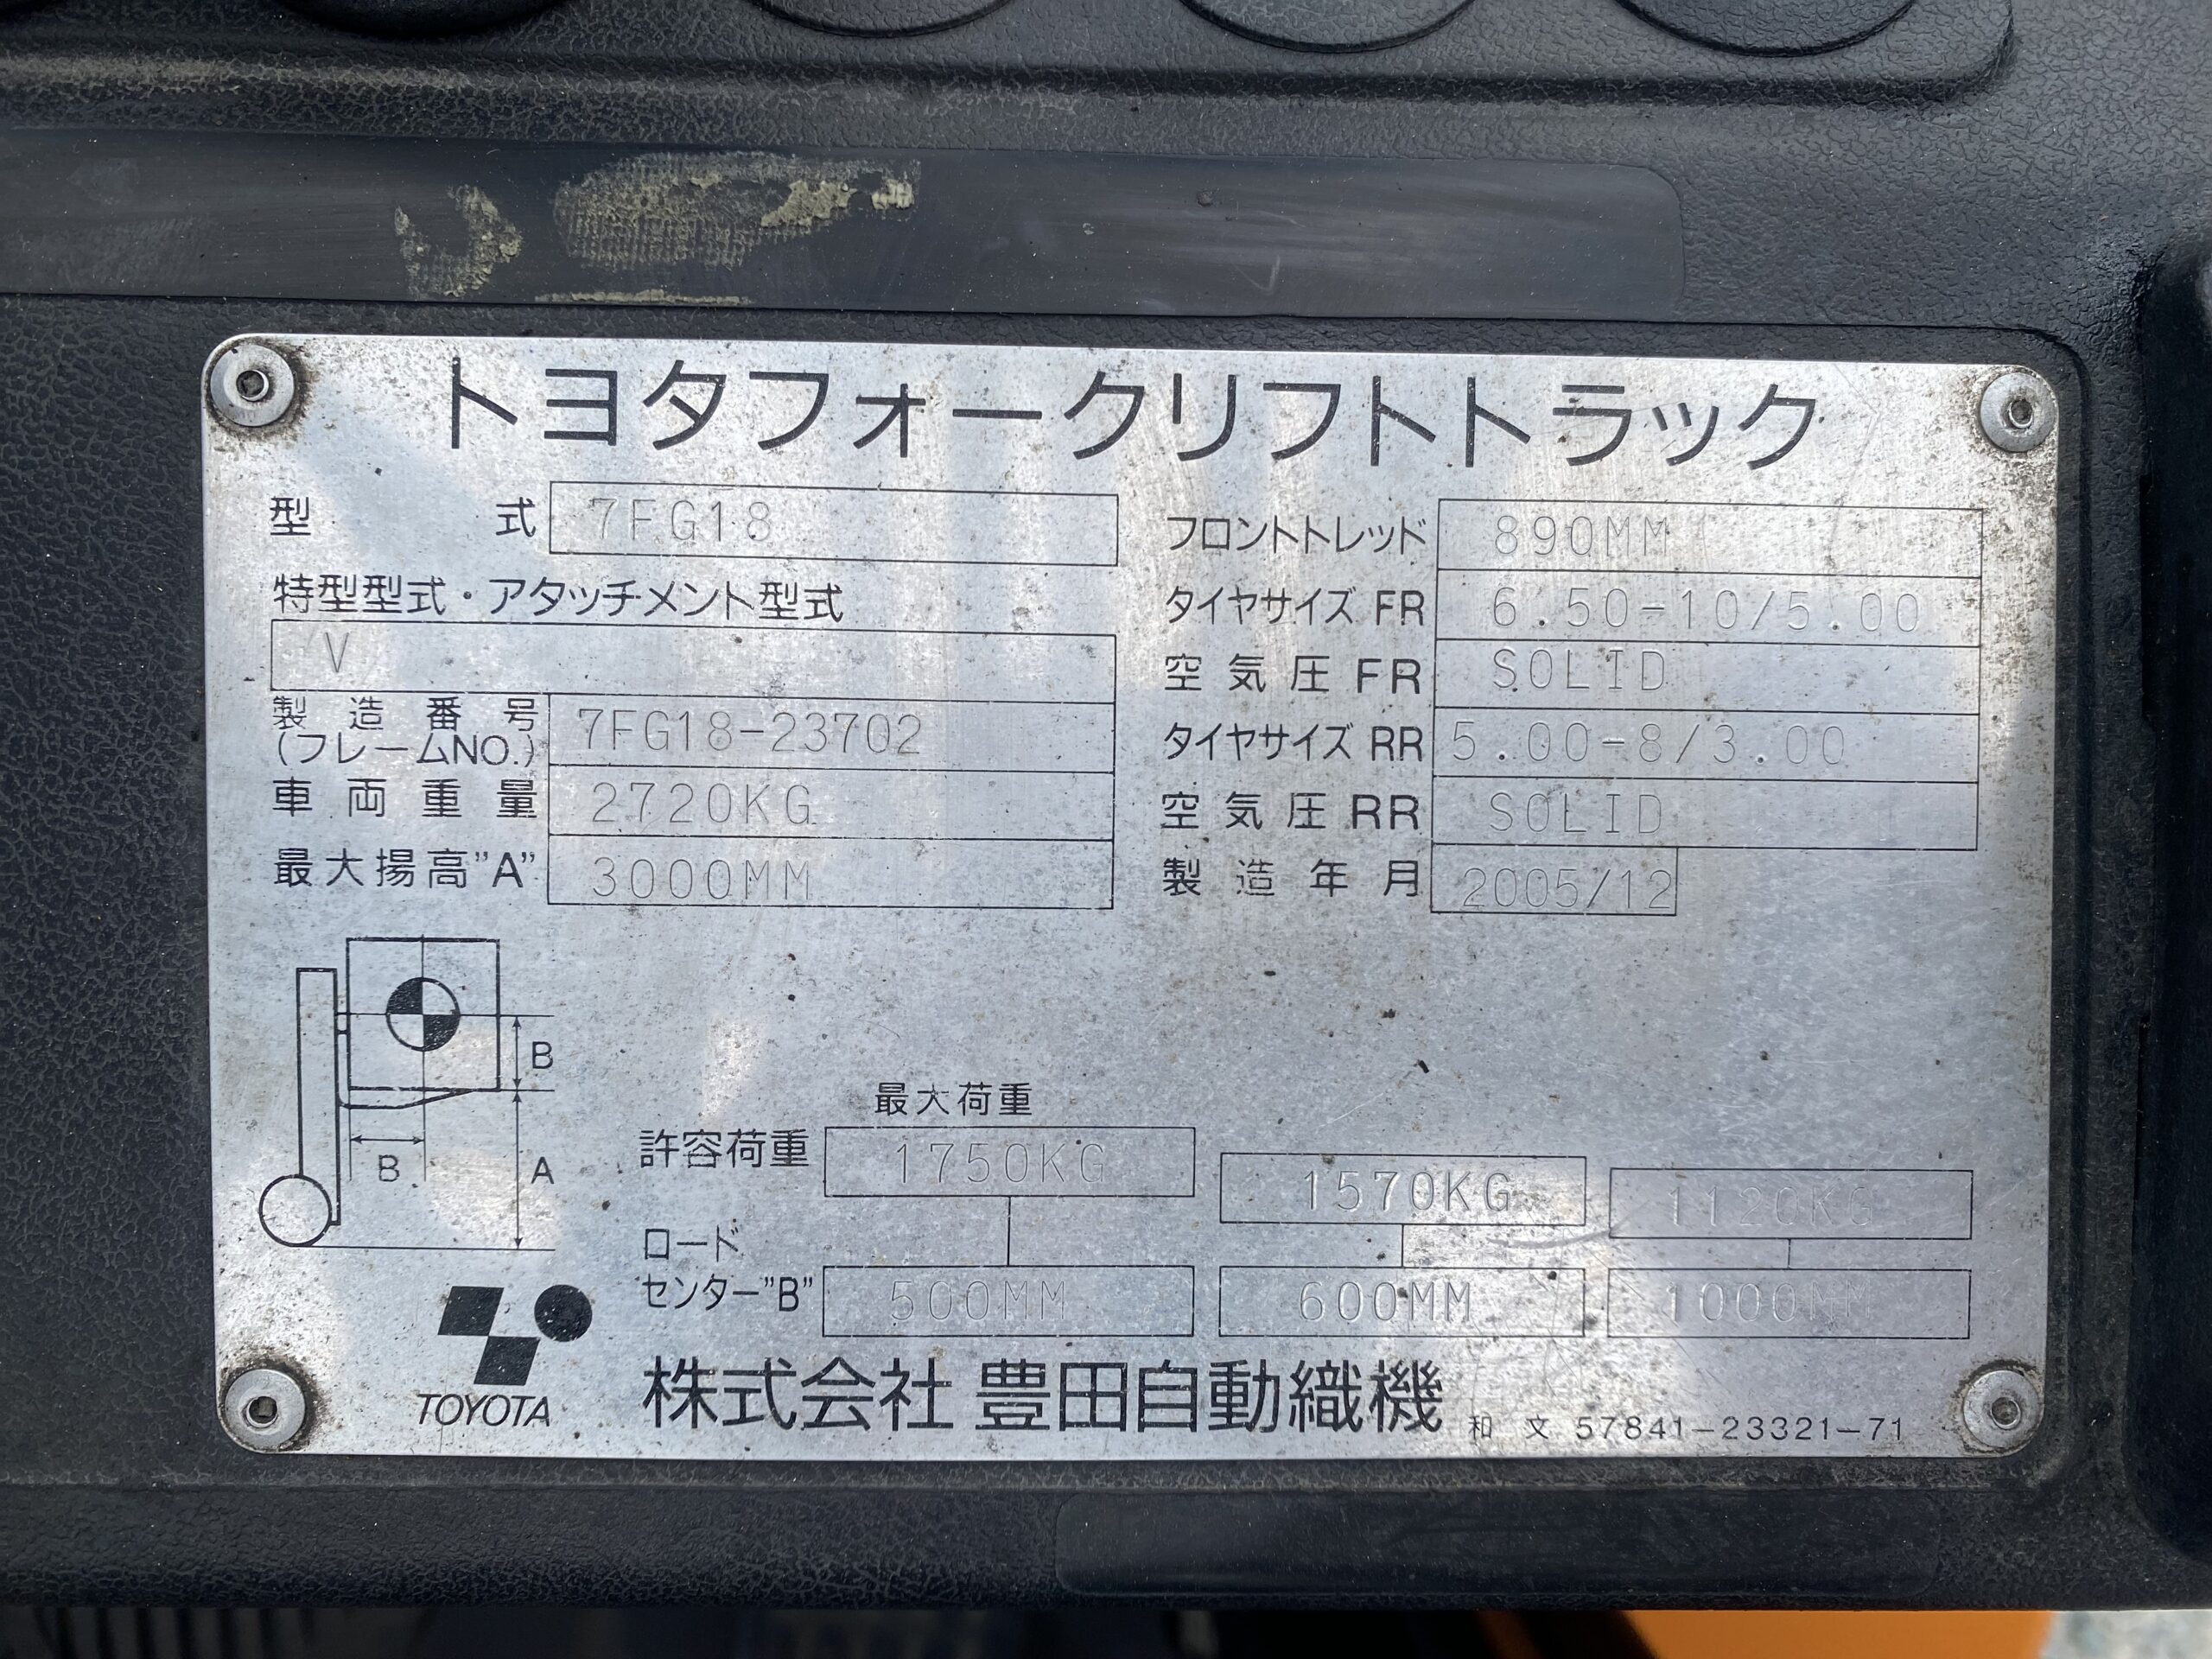 トヨタフォークリフトトラック
型式 7FG18
特型型式・アタッチメント型式
V
製造番号 (フレームNO.) 7FG18-23702
車両重量 2720KG
最大揚高"A" 3000MM
フロントトレッド 890MM
タイヤサイズ FR 6.50-10/5.00
空気圧 FR SOLID
タイヤサイズ RR 5.00-8/3.00
空気圧 RR SOLID
製造年月 2005/12
B
B
A
最大荷重
許容荷重 1750KG 1570KG 1120KG
ロード
センター"B" 500MM 600MM 1000MM
TOYOTA
株式会社 豊田自動織機
和文 57841-23321-71